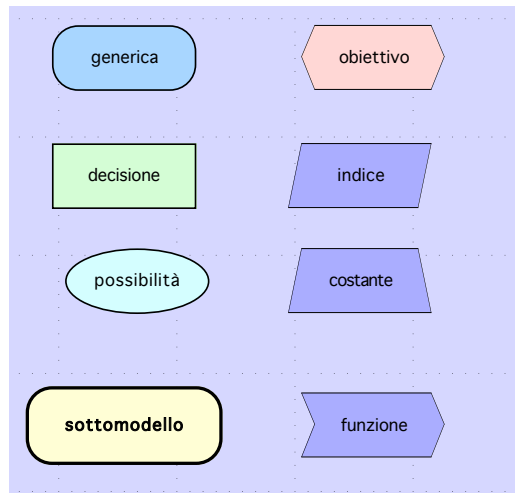 generica
obiettivo
decisione
indice
possibilità
costante
sottomodello
funzione